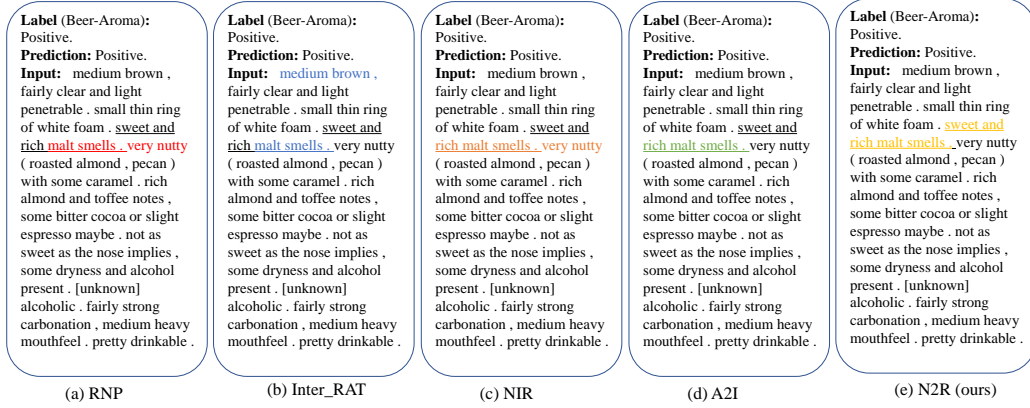 Label (Beer-Aroma):
Positive.
Prediction: Positive.
Input: medium brown ,
fairly clear and light
penetrable . small thin ring
of white foam . sweet and
rich malt smells . very nutty
( roasted almond , pecan )
with some caramel . rich
almond and toffee notes ,
some bitter cocoa or slight
espresso maybe . not as
sweet as the nose implies ,
some dryness and alcohol
present . [unknown]
alcoholic . fairly strong
carbonation , medium heavy
mouthfeel . pretty drinkable .
(a) RNP
Label (Beer-Aroma):
Positive.
Prediction: Positive.
Input: medium brown ,
fairly clear and light
penetrable . small thin ring
of white foam . sweet and
rich malt smells . very nutty
( roasted almond , pecan )
with some caramel . rich
almond and toffee notes ,
some bitter cocoa or slight
espresso maybe . not as
sweet as the nose implies ,
some dryness and alcohol
present . [unknown]
alcoholic . fairly strong
carbonation , medium heavy
mouthfeel . pretty drinkable .
(b) Inter_RAT
Label (Beer-Aroma):
Positive.
Prediction: Positive.
Input: medium brown ,
fairly clear and light
penetrable . small thin ring
of white foam . sweet and
rich malt smells . very nutty
( roasted almond , pecan )
with some caramel . rich
almond and toffee notes ,
some bitter cocoa or slight
espresso maybe . not as
sweet as the nose implies ,
some dryness and alcohol
present . [unknown]
alcoholic . fairly strong
carbonation , medium heavy
mouthfeel . pretty drinkable .
(c) NIR
Label (Beer-Aroma):
Positive.
Prediction: Positive.
Input: medium brown ,
fairly clear and light
penetrable . small thin ring
of white foam . sweet and
rich malt smells . very nutty
( roasted almond , pecan )
with some caramel . rich
almond and toffee notes ,
some bitter cocoa or slight
espresso maybe . not as
sweet as the nose implies ,
some dryness and alcohol
present . [unknown]
alcoholic . fairly strong
carbonation , medium heavy
mouthfeel . pretty drinkable .
(d) A2I
Label (Beer-Aroma):
Positive.
Prediction: Positive.
Input: medium brown ,
fairly clear and light
penetrable . small thin ring
of white foam . sweet and
rich malt smells . very nutty
( roasted almond , pecan )
with some caramel . rich
almond and toffee notes ,
some bitter cocoa or slight
espresso maybe . not as
sweet as the nose implies ,
some dryness and alcohol
present . [unknown]
alcoholic . fairly strong
carbonation , medium heavy
mouthfeel . pretty drinkable .
(e) N2R (ours)